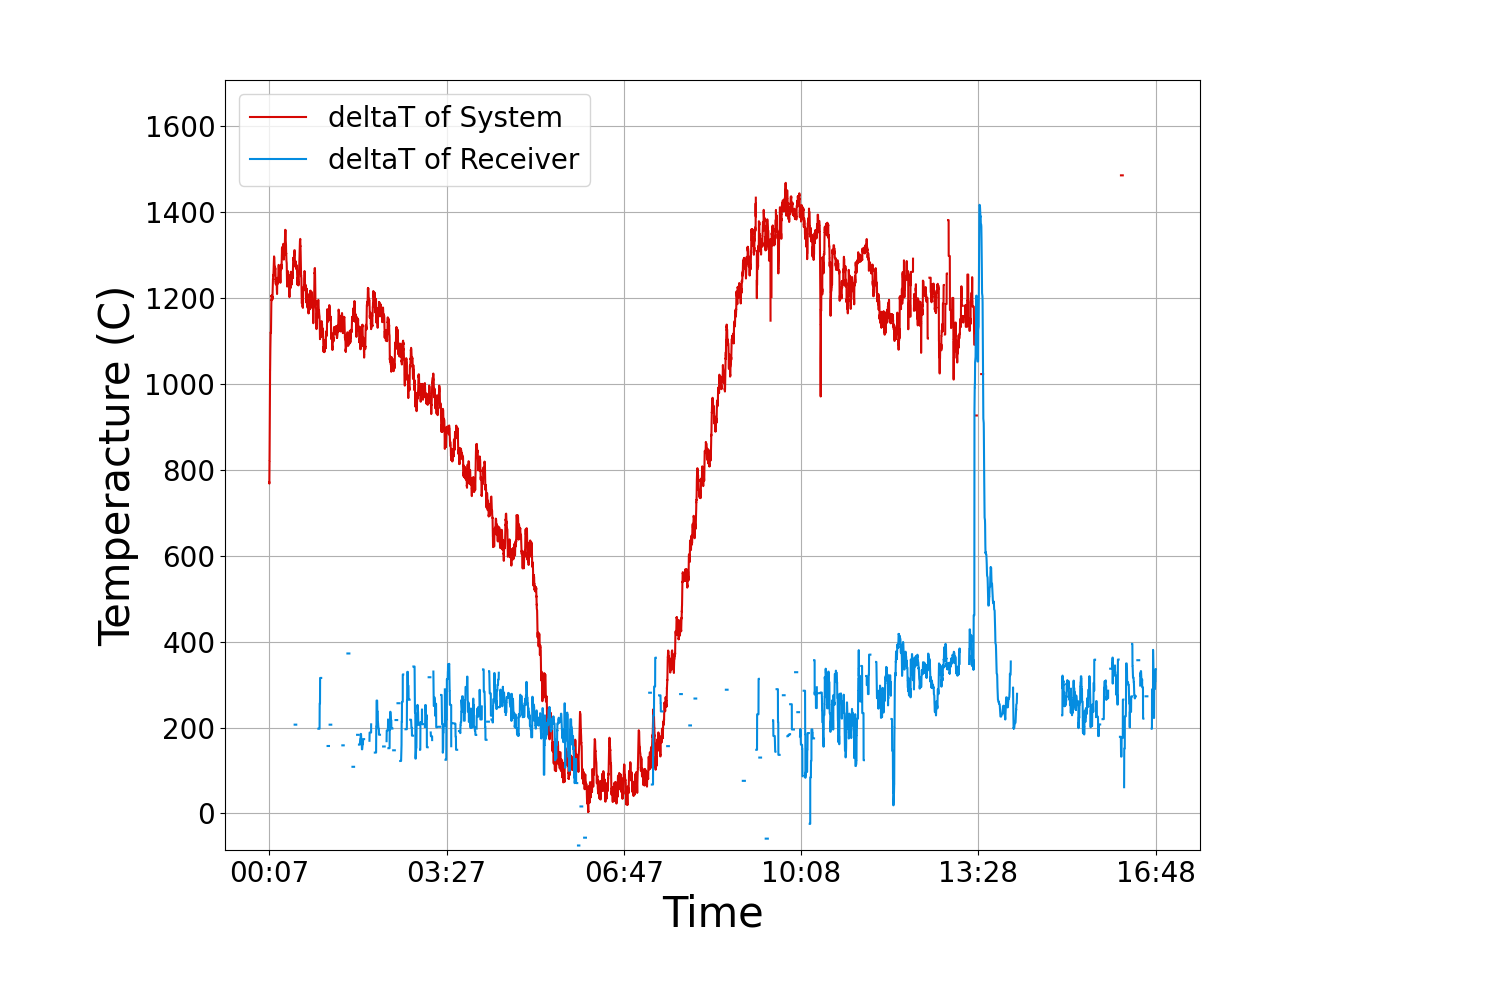 deltaT of System
deltaT of Receiver
Temperacture (C)
1600
1400
1200
1000
800
600
400
200
0
00:07 03:27 06:47 10:08 13:28 16:48
Time